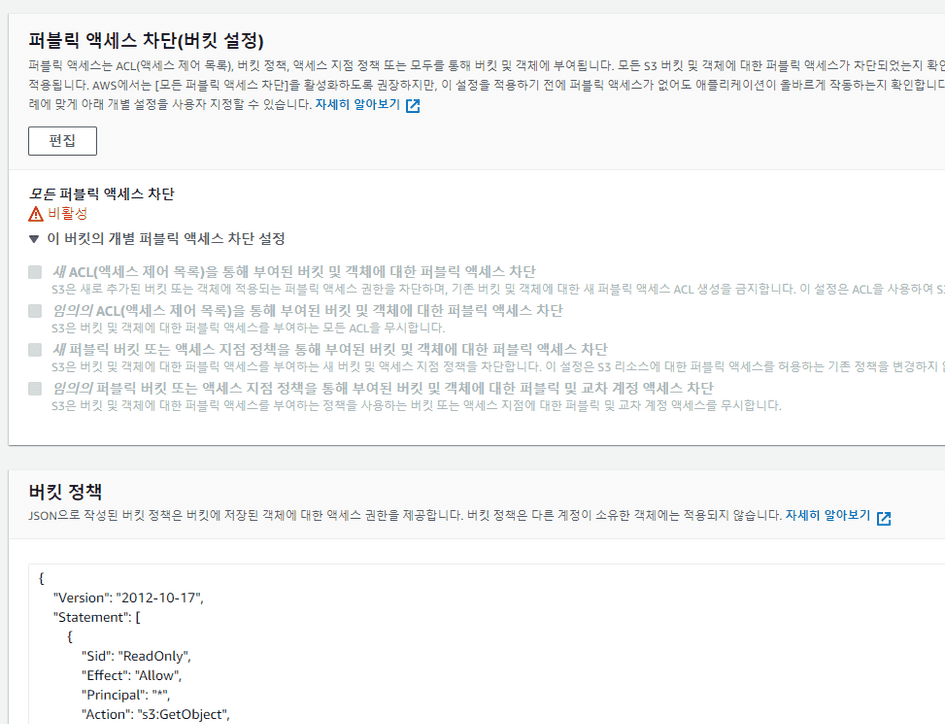 퍼블릭 액세스 차단(버킷 설정)
퍼블릭 액세스는 ACL(액세스 제어 목록), 버킷 정책, 액세스 지점 정책 또는 모두를 통해 버킷 및 객체에 부여됩니다. 모든 S3 버킷 및 객체에 대한 퍼블릭 액세스가 차단되었는지 확인
적용됩니다. AWS에서는 [모든 퍼블릭 액세스 차단]을 활성화하도록 권장하지만, 이 설정을 적용하기 전에 퍼블릭 액세스가 없어도 애플리케이션이 올바르게 작동하는지 확인합니다
례에 맞게 아래 개별 설정을 사용자 지정할 수 있습니다. 자세히 알아보기
편집
모든 퍼블릭 액세스 차단
비활성
이 버킷의 개별 퍼블릭 액세스 차단 설정
새 ACL(액세스 제어 목록)을 통해 부여된 버킷 및 객체에 대한 퍼블릭 액세스 차단
S3은 새로 추가된 버킷 또는 객체에 적용되는 퍼블릭 액세스 권한을 차단하며, 기존 버킷 및 객체에 대한 새 퍼블릭 액세스 ACL 생성을 금지합니다. 이 설정은 ACL을 사용하여 S3
임의의 ACL(액세스 제어 목록)을 통해 부여된 버킷 및 객체에 대한 퍼블릭 액세스 차단
S3은 버킷 및 객체에 대한 퍼블릭 액세스를 부여하는 모든 ACL을 무시합니다.
새 퍼블릭 버킷 또는 액세스 지점 정책을 통해 부여된 버킷 및 객체에 대한 퍼블릭 액세스 차단
S3은 버킷 및 객체에 대한 퍼블릭 액세스를 부여하는 새 버킷 및 액세스 지점 정책을 차단합니다. 이 설정은 S3 리소스에 대한 퍼블릭 액세스를 허용하는 기존 정책을 변경하지
임의의 퍼블릭 버킷 또는 액세스 지점 정책을 통해 부여된 버킷 및 객체에 대한 퍼블릭 및 교차 계정 액세스 차단
S3은 버킷 및 객체에 대한 퍼블릭 액세스를 부여하는 정책을 사용하는 버킷 또는 액세스 지점에 대한 퍼블릭 및 교차 계정 액세스를 무시합니다.
버킷 정책
JSON으로 작성된 버킷 정책은 버킷에 저장된 객체에 대한 액세스 권한을 제공합니다. 버킷 정책은 다른 계정이 소유한 객체에는 적용되지 않습니다. 자세히 알아보기
{
"Version": "2012-10-17",
"Statement": [
{
"Sid": "ReadOnly",
"Effect": "Allow",
"Principal": "*",
"Action": "s3:GetObject",